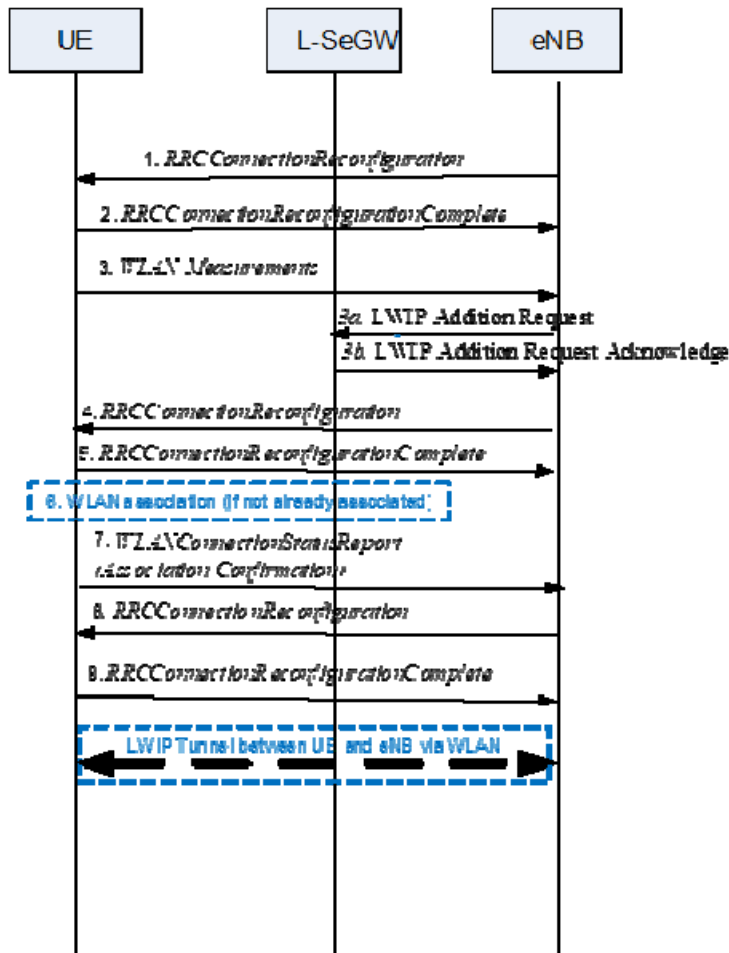 UE
L-SeGW
eNB
1. RRCConnectionReconfiguration
2. RRCConnectionReconfigurationComplete
3. WLAN Measurements
3a. LWIP Addition Request
3b. LWIP Addition Request Acknowledge
4. RRCConnectionReconfiguration
5. RRCConnectionReconfigurationComplete
6. WLAN association (if not already associated)
7. WLANConnectionStatusReport
(Association Confirmation)
8. RRCConnectionReconfiguration
9. RRCConnectionReconfigurationComplete
LWIP Tunnel between UE and eNB via WLAN